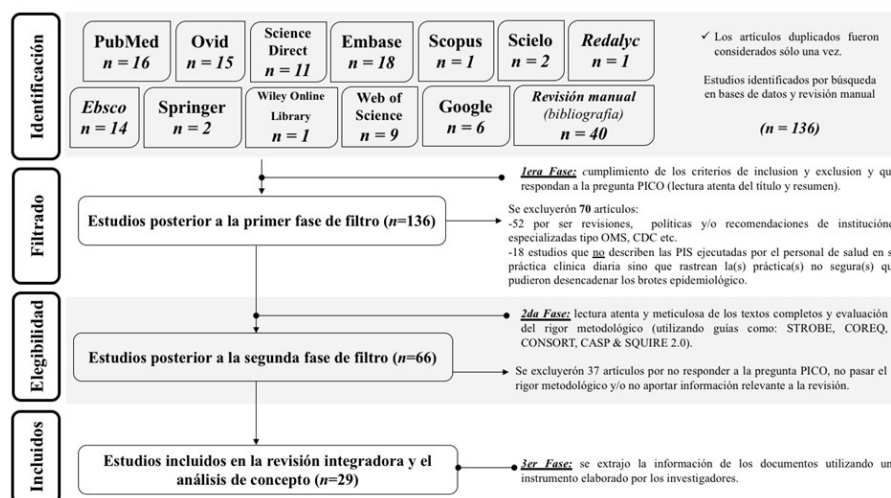 Identificación
PubMed
n = 16
Ovid
n = 15
Science
Direct
n = 11
Embase
n = 18
Scopus
n = 1
Scielo
n = 2
Redalyc
n = 1
Ebsco
n = 14
Springer
n = 2
Wiley Online
Library
n = 1
Web of
Science
n = 9
Google
n = 6
Revisión manual
(bibliografía)
n = 40
✓ Los artículos duplicados fueron
considerados sólo una vez.
Estudios identificados por búsqueda
en bases de datos y revisión manual
(n = 136)
Filtrado
1era Fase: cumplimiento de los criterios de inclusion y exclusion y qu
respondan a la pregunta PICO (lectura atenta del título y resumen).
Estudios posterior a la primera fase de filtro (n=136)
Se excluyerón 70 artículos:
-52 por ser revisiones, políticas y/o recomendaciones de institucióne
especializadas tipo OMS, CDC etc.
-18 estudios que no describen las PIS ejecutadas por el personal de salud en s
práctica clinica diaria sino que rastrean la(s) práctica(s) no segura(s) qu
pudieron desencadenar los brotes epidemiológico.
Elegibilidad
2da Fase: lectura atenta y meticulosa de los textos completos y evaluación
del rigor metodológico (utilizando guías como: STROBE, COREQ,
CONSORT, CASP & SQUIRE 2.0).
Estudios posterior a la segunda fase de filtro (n=66)
Se excluyerón 37 artículos por no responder a la pregunta PICO, no pasar el
rigor metodológico y/o no aportar información relevante a la revisión.
Incluidos
Estudios incluidos en la revisión integradora y el
análisis de concepto (n=29)
3er Fase: se extrajo la información de los documentos utilizando un
instrumento elaborado por los investigadores.